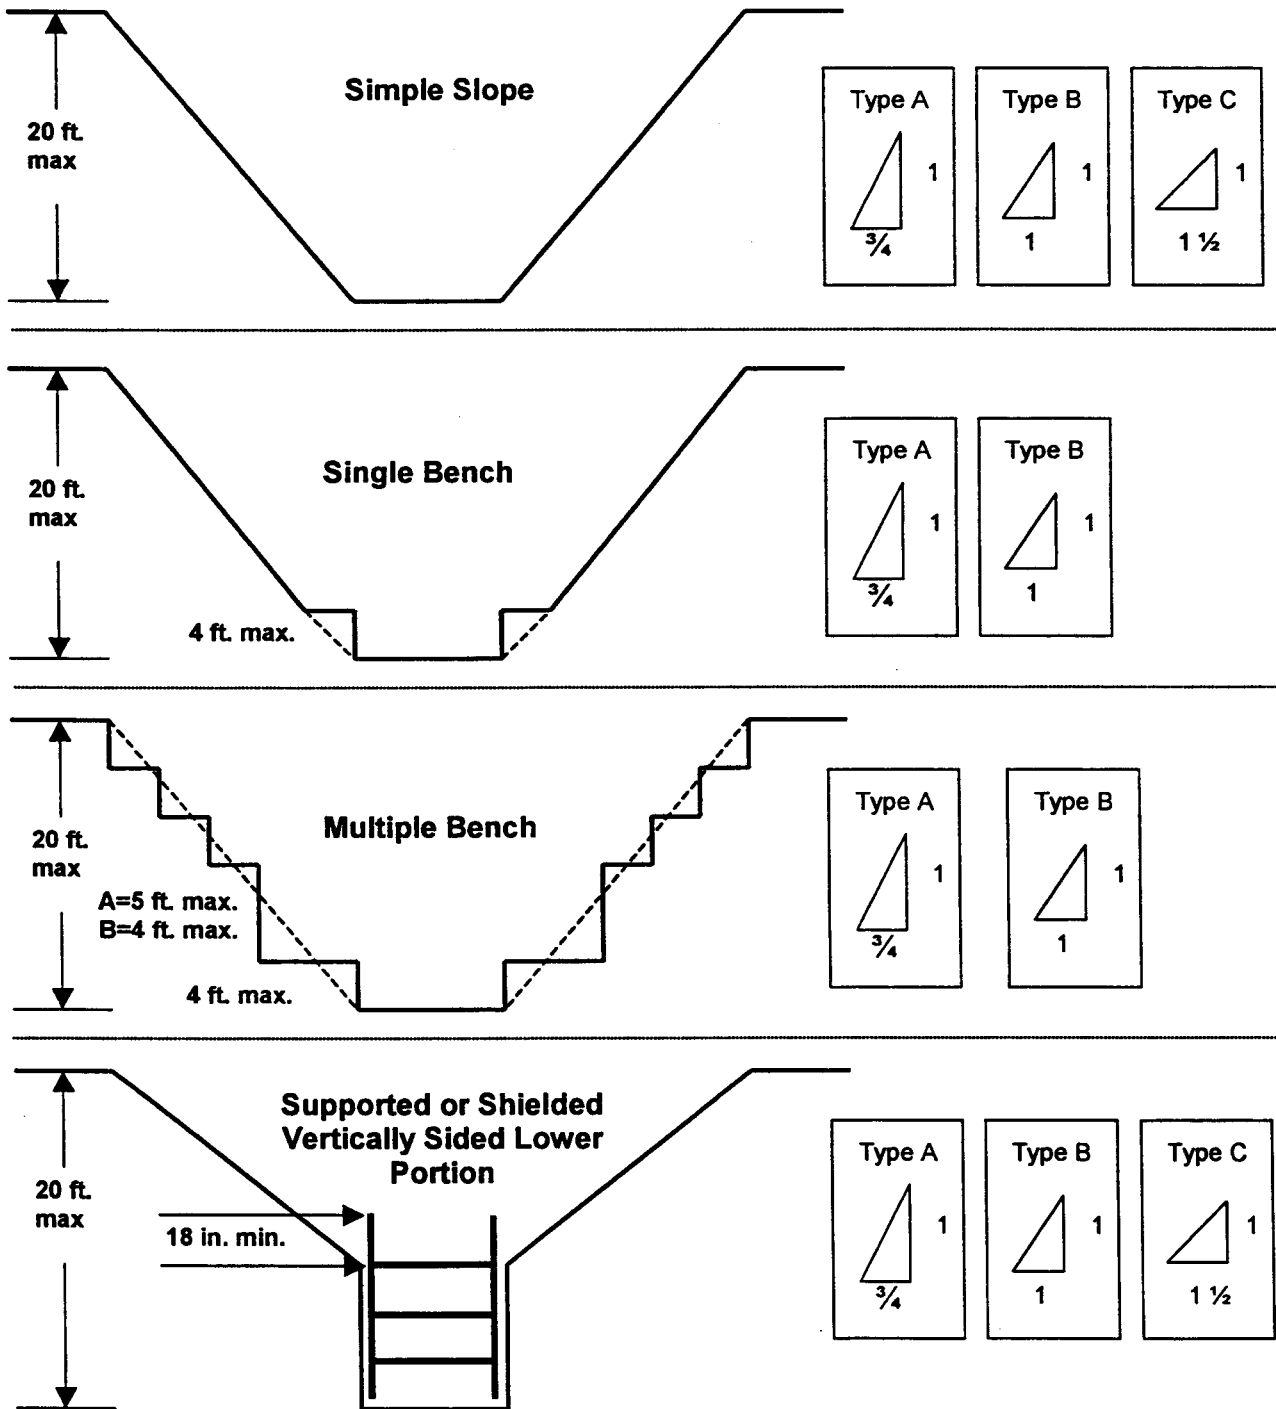 Simple Slope
20 ft.
max
Type A
1
3/4
Type B
1
1
Type C
1
1 ½
Single Bench
20 ft.
max
4 ft. max.
Type A
1
3/4
Type B
1
1
Multiple Bench
20 ft.
max
A=5 ft. max.
B=4 ft. max.
4 ft. max.
Type A
1
3/4
Type B
1
1
Supported or Shielded
Vertically Sided Lower
Portion
20 ft.
max
18 in. min.
Type A
1
3/4
Type B
1
1
Type C
1
1 ½